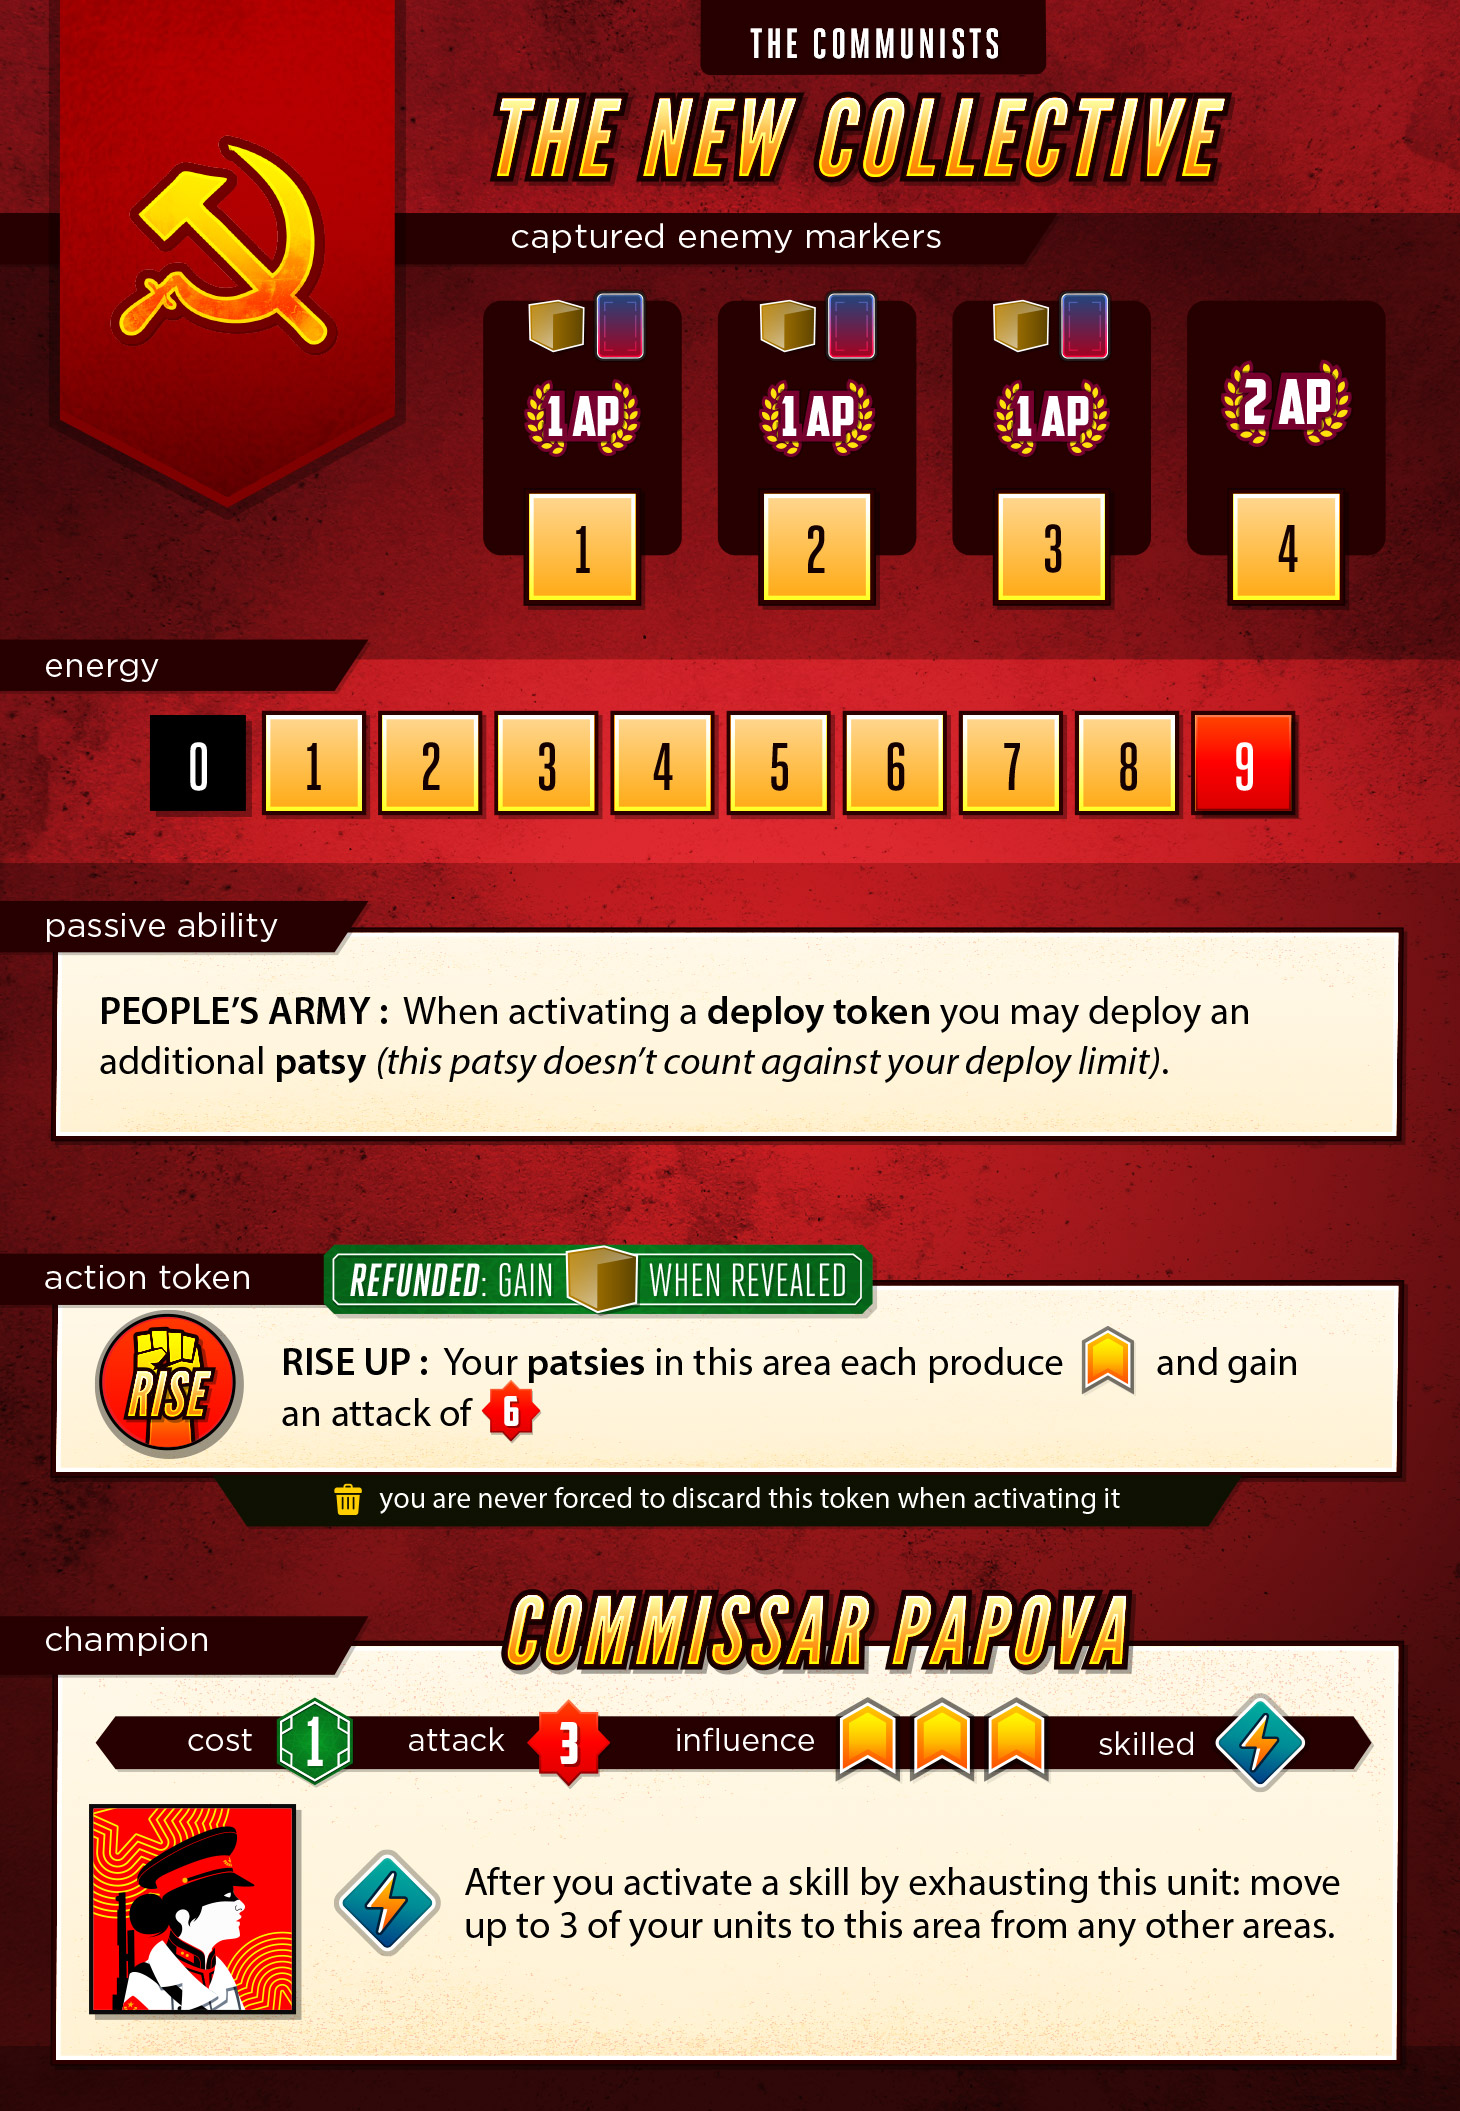 THE COMMUNISTS
THE NEW COLLECTIVE
captured enemy markers
1 AP 1 AP 1 AP 2 AP
1 2 3 4
energy
0 1 2 3 4 5 6 7 8 9
passive ability
PEOPLE'S ARMY : When activating a deploy token you may deploy an
additional patsy (this patsy doesn't count against your deploy limit).
action token
REFUNDED: GAIN WHEN REVEALED
RISE
RISE UP : Your patsies in this area each produce and gain
an attack of 6
you are never forced to discard this token when activating it
COMMISSAR PAPOVA
champion
cost 1 attack 3 influence skilled
After you activate a skill by exhausting this unit: move
up to 3 of your units to this area from any other areas.